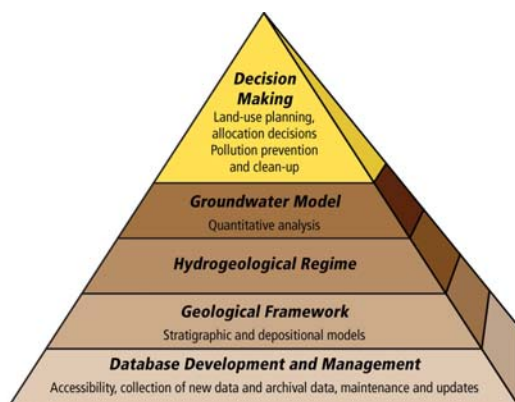 Decision
Making
Land-use planning,
allocation decisions
Pollution prevention
and clean-up
Groundwater Model
Quantitative analysis
Hydrogeological Regime
Geological Framework
Stratigraphic and depositional models
Database Development and Management
Accessibility, collection of new data and archival data, maintenance and updates